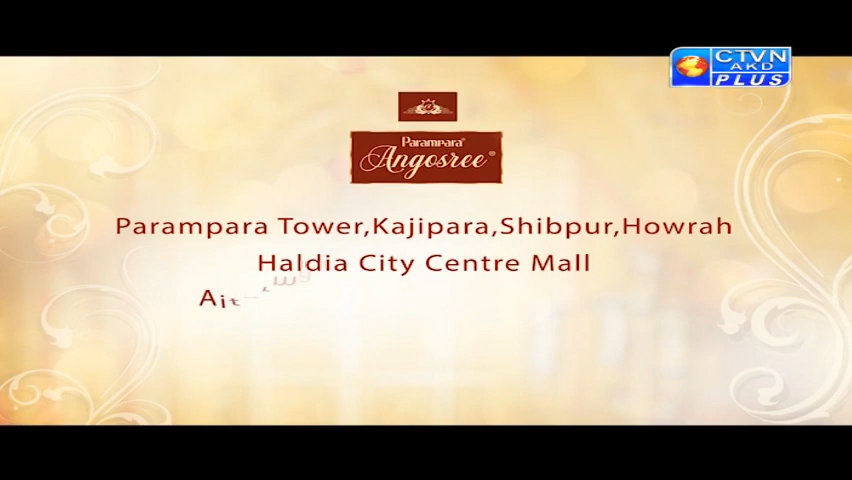 CTVN
AKD
PLUS
Parampara®
Angosree®
Parampara Tower,Kajipara,Shibpur,Howrah
Haldia City Centre Mall